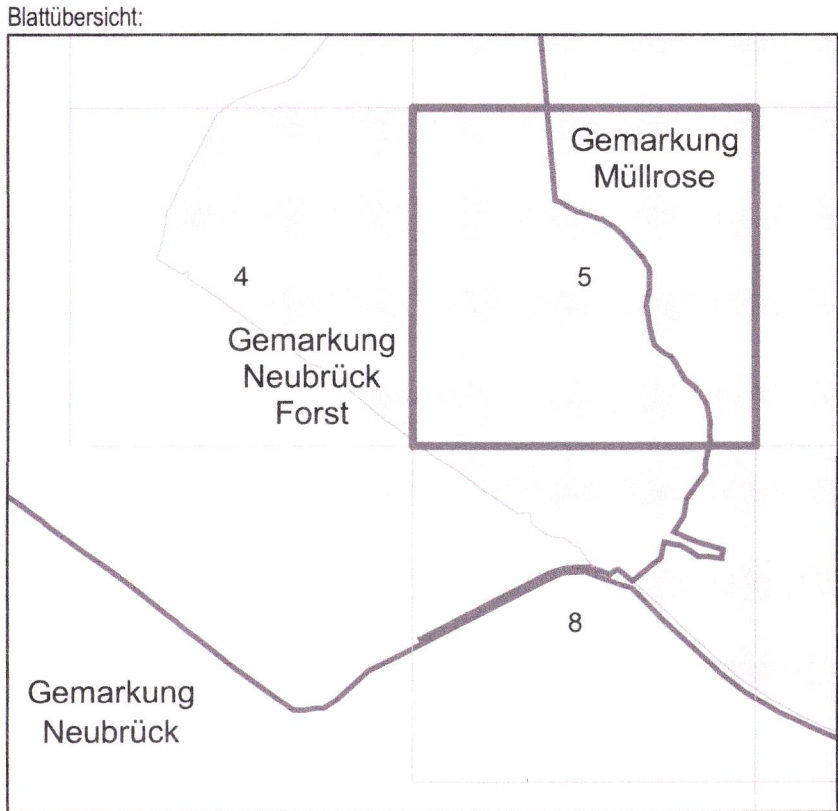 Blattübersicht:
Gemarkung
Müllrose
4
5
Gemarkung
Neubrück
Forst
8
Gemarkung
Neubrück